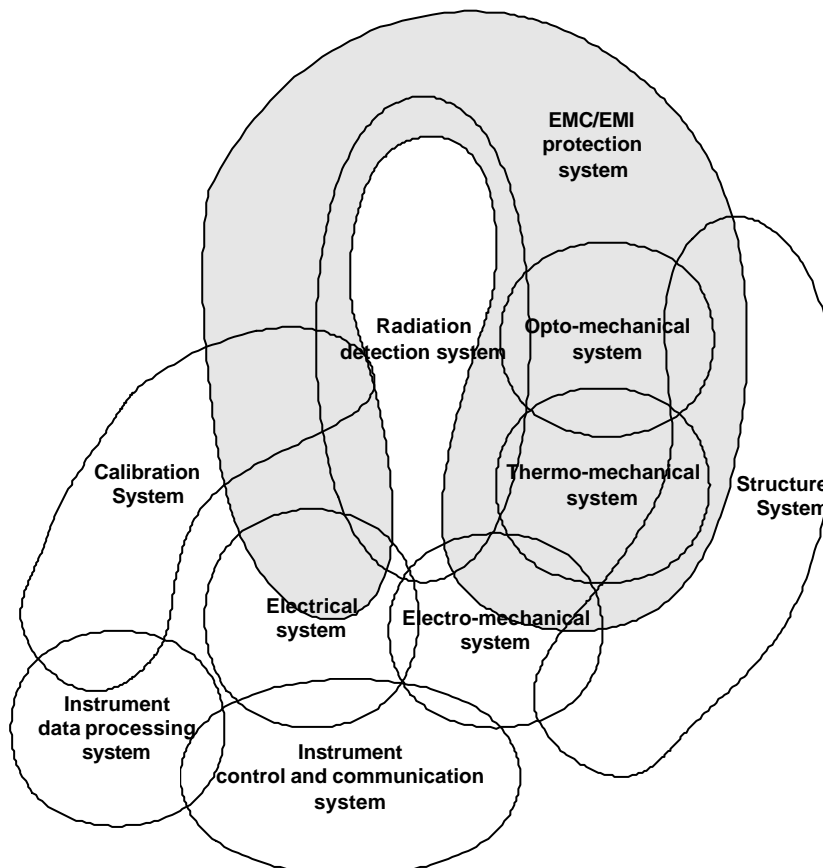 EMC/EMI
protection
system
Radiation
detection system
Opto-mechanical
system
Calibration
System
Thermo-mechanical
system
Structure
System
Electrical
system
Electro-mechanical
system
Instrument
data processing
system
Instrument
control and communication
system